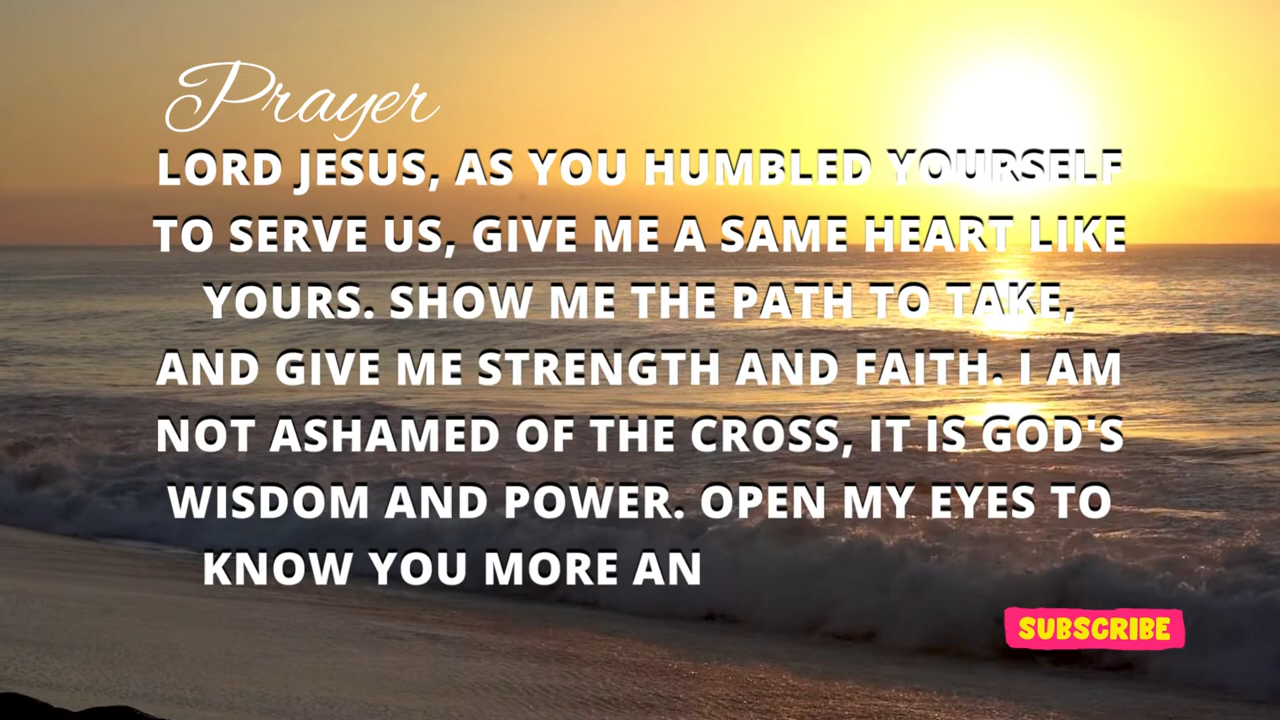 Prayer
LORD JESUS, AS YOU HUMBLED YOURSELF
TO SERVE US, GIVE ME A SAME HEART LIKE
YOURS. SHOW ME THE PATH TO TAKE,
AND GIVE ME STRENGTH AND FAITH. I AM
NOT ASHAMED OF THE CROSS, IT IS GOD'S
WISDOM AND POWER. OPEN MY EYES TO
KNOW YOU MORE AN
SUBSCRIBE